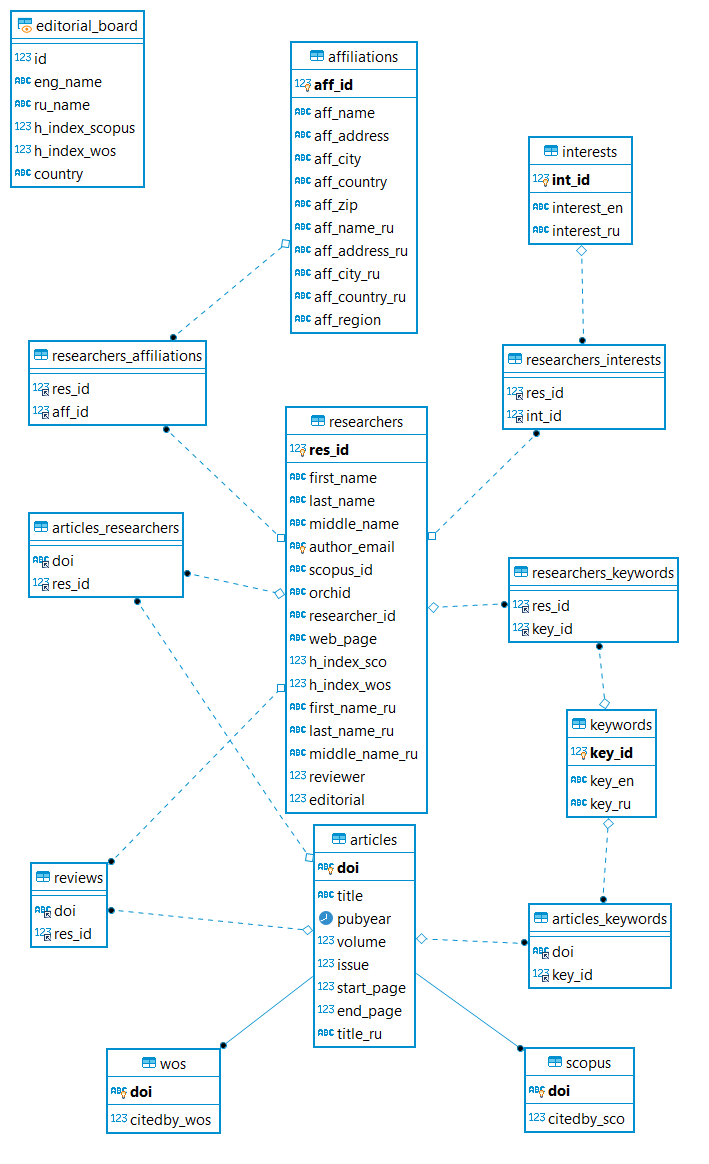 editorial_board
123 id
ABC eng_name
ABC ru_name
123 h_index_scopus
123 h_index_wos
ABC country
affiliations
123 aff_id
ABC aff_name
ABC aff_address
ABC aff_city
ABC aff_country
ABC aff_zip
ABC aff_name_ru
ABC aff_address_ru
ABC aff_city_ru
ABC aff_country_ru
ABC aff_region
interests
123 int_id
ABC interest_en
ABC interest_ru
researchers_affiliations
123 res_id
123 aff_id
researchers_interests
123 res_id
123 int_id
researchers
123 res_id
ABC first_name
ABC last_name
ABC middle_name
ABC author_email
ABC scopus_id
ABC orchid
ABC researcher_id
ABC web_page
123 h_index_sco
123 h_index_wos
ABC first_name_ru
ABC last_name_ru
ABC middle_name_ru
123 reviewer
123 editorial
articles_researchers
ABC doi
123 res_id
researchers_keywords
123 res_id
123 key_id
keywords
123 key_id
ABC key_en
ABC key_ru
reviews
ABC doi
123 res_id
articles
ABC doi
ABC title
pubyear
123 volume
123 issue
123 start_page
123 end_page
ABC title_ru
articles_keywords
ABC doi
123 key_id
wos
ABC doi
123 citedby_wos
scopus
ABC doi
123 citedby_sco